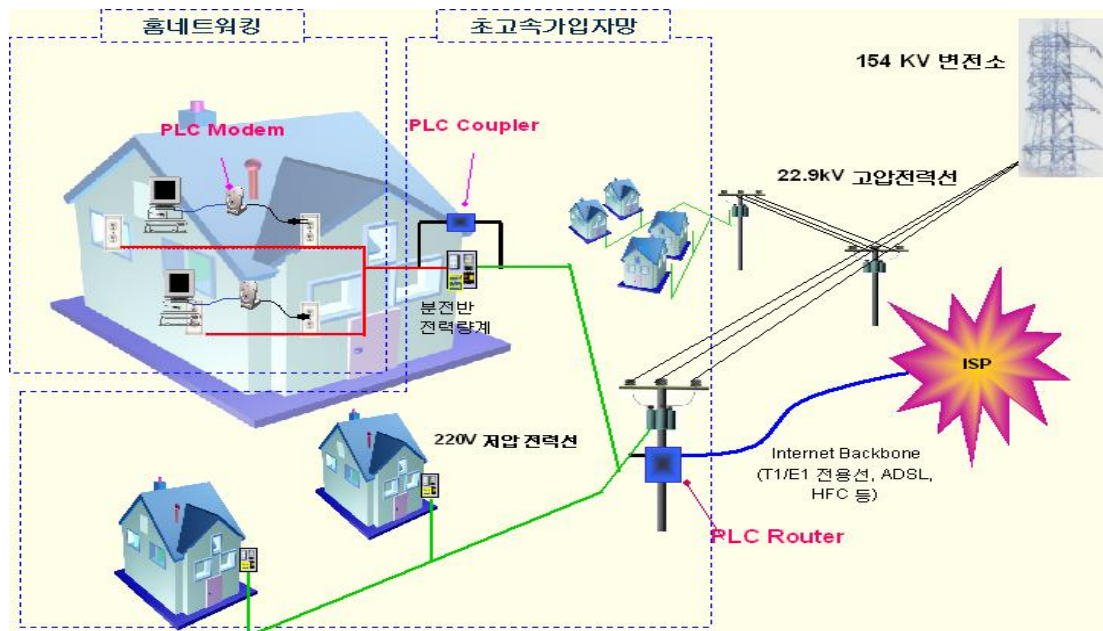 홈네트워킹
초고속가입자망
154 KV 변전소
PLC Modem
PLC Coupler
22.9kV 고압전력선
분전반
전력량계
ISP
220V 저압 전력선
Internet Backbone
(T1/E1 전용선, ADSL,
HFC 등)
PLC Router